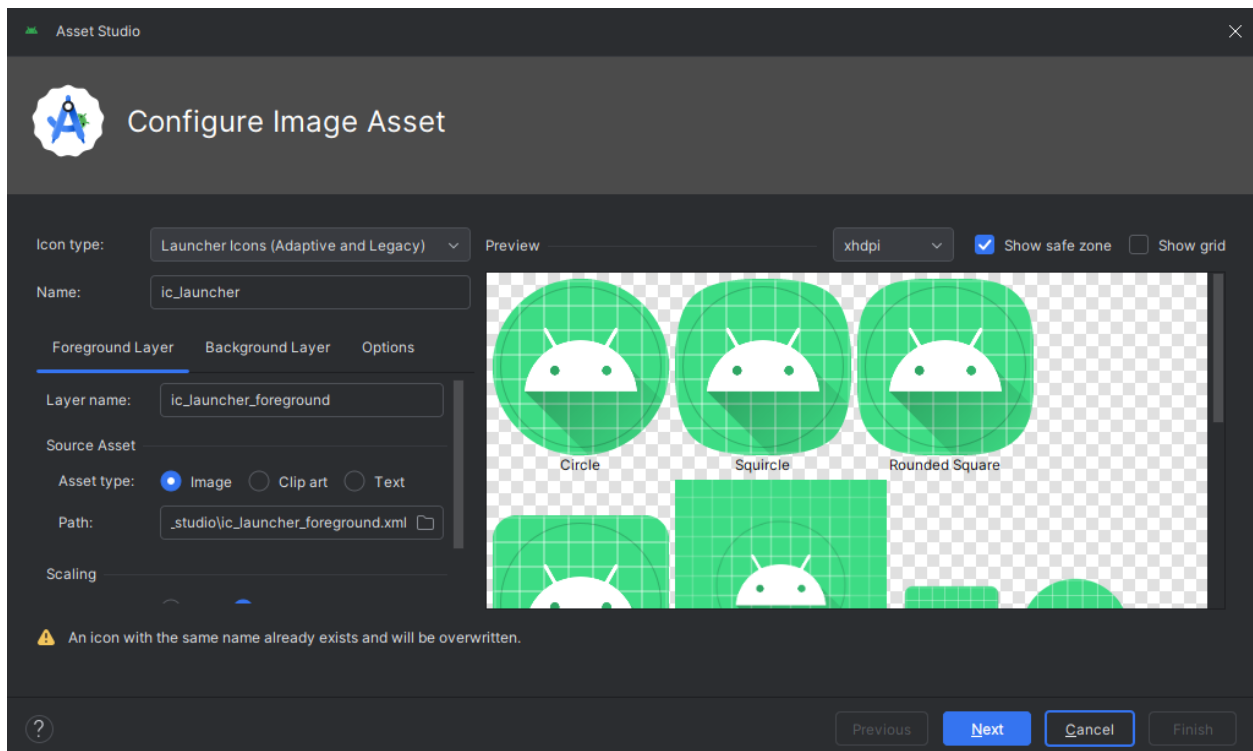 Asset Studio
Configure Image Asset
Icon type: Launcher Icons (Adaptive and Legacy) Preview xhdpi Show safe zone Show grid
Name: ic_launcher
Foreground Layer Background Layer Options
Layer name: ic_launcher_foreground
Source Asset
Circle Squircle Rounded Square
Asset type: Image Clip art Text
Path: _studio\ic_launcher_foreground.xml
Scaling
An icon with the same name already exists and will be overwritten.
? Previous Next Cancel Finish